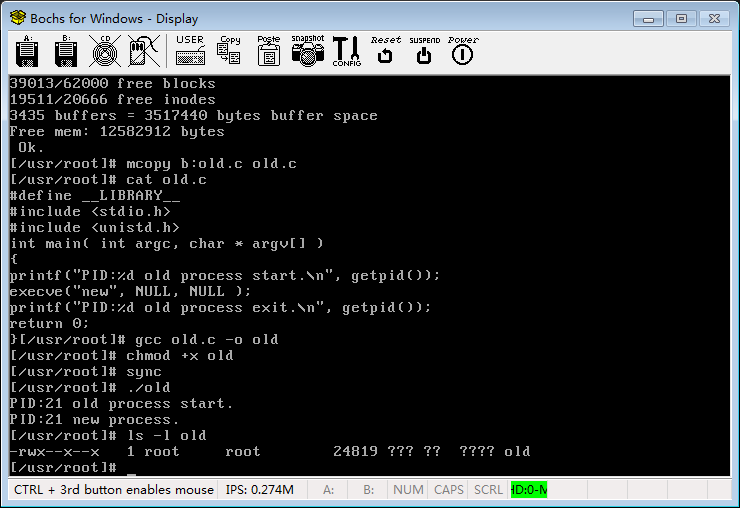 Bochs for Windows - Display
A:
B:
CD
USER
Copy
Paste
snapshot
CONFIG
Reset
SUSPEND
Power
39013/62000 free blocks
19511/20666 free inodes
3435 buffers = 3517440 bytes buffer space
Free mem: 12582912 bytes
 Ok.
[/usr/root]# mcopy b:old.c old.c
[/usr/root]# cat old.c
#define __LIBRARY__
#include <stdio.h>
#include <unistd.h>
int main( int argc, char * argv[] )
{
printf("PID:%d old process start.\n", getpid());
execve("new", NULL, NULL );
printf("PID:%d old process exit.\n", getpid());
return 0;
}[/usr/root]# gcc old.c -o old
[/usr/root]# chmod +x old
[/usr/root]# sync
[/usr/root]# ./old
PID:21 old process start.
PID:21 new process.
[/usr/root]# ls -l old
-rwx--x--x   1 root     root         24819 ??? ??  ???? old
[/usr/root]# _
CTRL + 3rd button enables mouse
IPS: 0.274M
A:
B:
NUM
CAPS
SCRL
HD:0-M